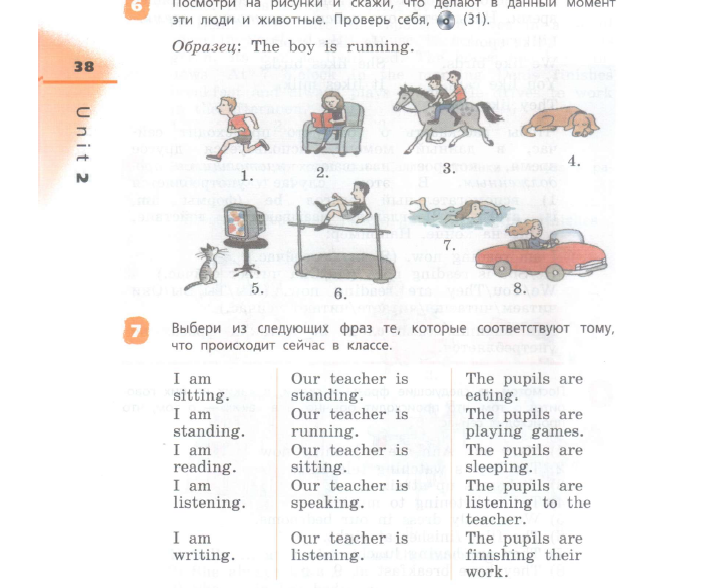 6 Посмотри на рисунки и скажи, что делают в данный момент
эти люди и животные. Проверь себя, (31).
Образец: The boy is running.
38
Unit 2
1.
2.
3.
4.
5.
6.
7.
8.
7 Выбери из следующих фраз те, которые соответствуют тому,
что происходит сейчас в классе.
I am
sitting.
I am
standing.
I am
reading.
I am
listening.
I am
writing.
Our teacher is
standing.
Our teacher is
running.
Our teacher is
sitting.
Our teacher is
speaking.
Our teacher is
listening.
The pupils are
eating.
The pupils are
playing games.
The pupils are
sleeping.
The pupils are
listening to the
teacher.
The pupils are
finishing their
work.